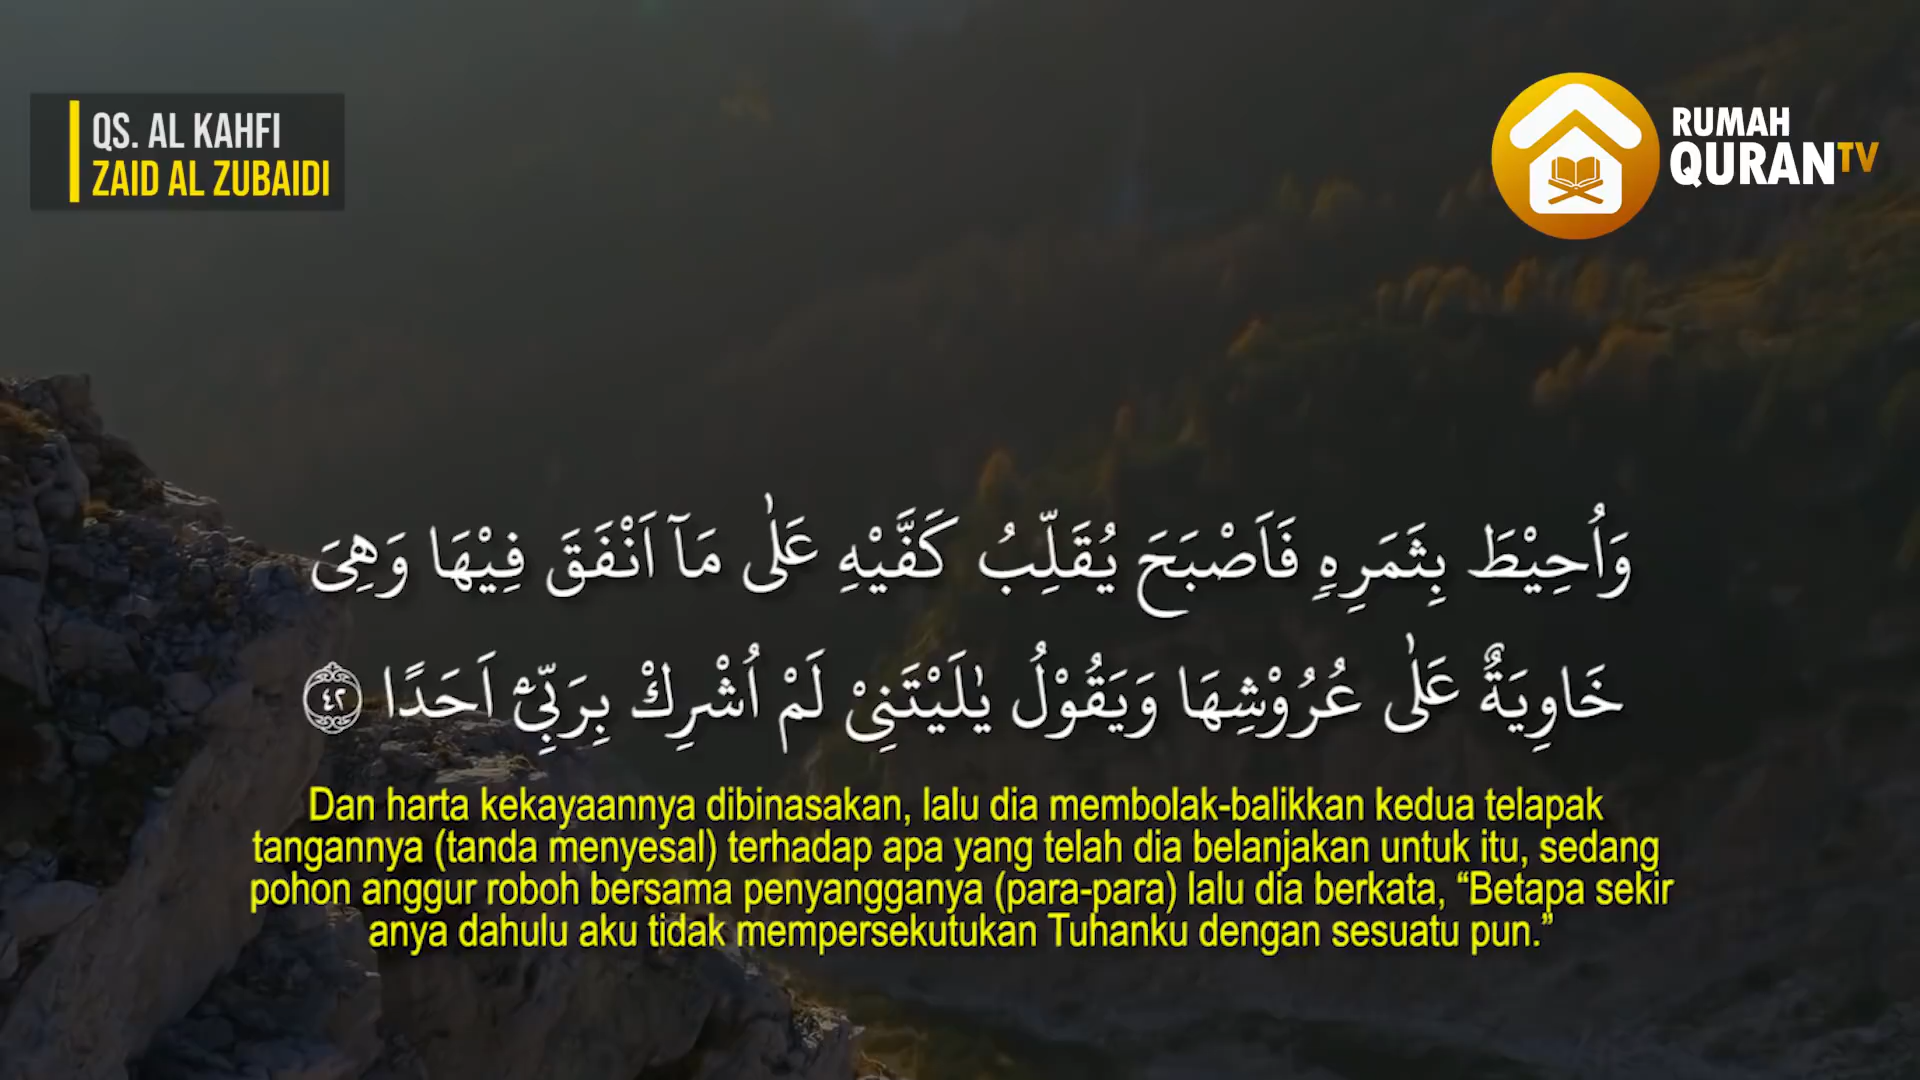 QS. AL KAHFI
ZAID AL ZUBAIDI
RUMAH
QURANTV
وَاُحِيْطَ بِثَمَرِهٖ فَاَصْبَحَ يُقَلِّبُ كَفَّيْهِ عَلٰى مَآ اَنْفَقَ فِيْهَا وَهِيَ
خَاوِيَةٌ عَلٰى عُرُوْشِهَا وَيَقُوْلُ يٰلَيْتَنِيْ لَمْ اُشْرِكْ بِرَبِّيْٓ اَحَدًا ٤٢
Dan harta kekayaannya dibinasakan, lalu dia membolak-balikkan kedua telapak
tangannya (tanda menyesal) terhadap apa yang telah dia belanjakan untuk itu, sedang
pohon anggur roboh bersama penyangganya (para-para) lalu dia berkata, “Betapa sekir
anya dahulu aku tidak mempersekutukan Tuhanku dengan sesuatu pun.”